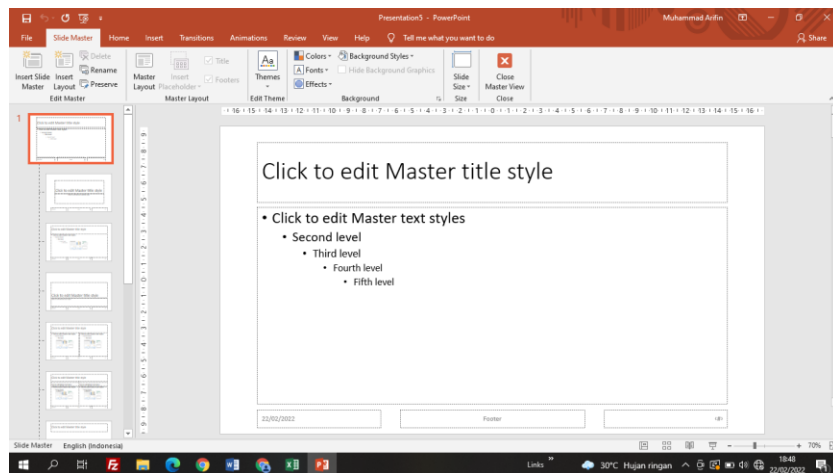 Presentation5 - PowerPoint
Muhammad Arifin
File Slide Master Home Insert Transitions Animations Review View Help Tell me what you want to do
Share
Insert Slide Master
Insert Layout
Delete
Rename
Preserve
Edit Master
Master Layout
Insert Placeholder
Title
Footers
Master Layout
Themes
Edit Theme
Colors
Fonts
Effects
Background Styles
Hide Background Graphics
Background
Slide Size
Size
Close Master View
Close
1
Click to edit Master title style
• Click to edit Master text styles
• Second level
• Third level
• Fourth level
• Fifth level
22/02/2022
Footer
‹#›
Slide Master English (Indonesia)
70%
Links
30°C Hujan ringan
18:48
22/02/2022